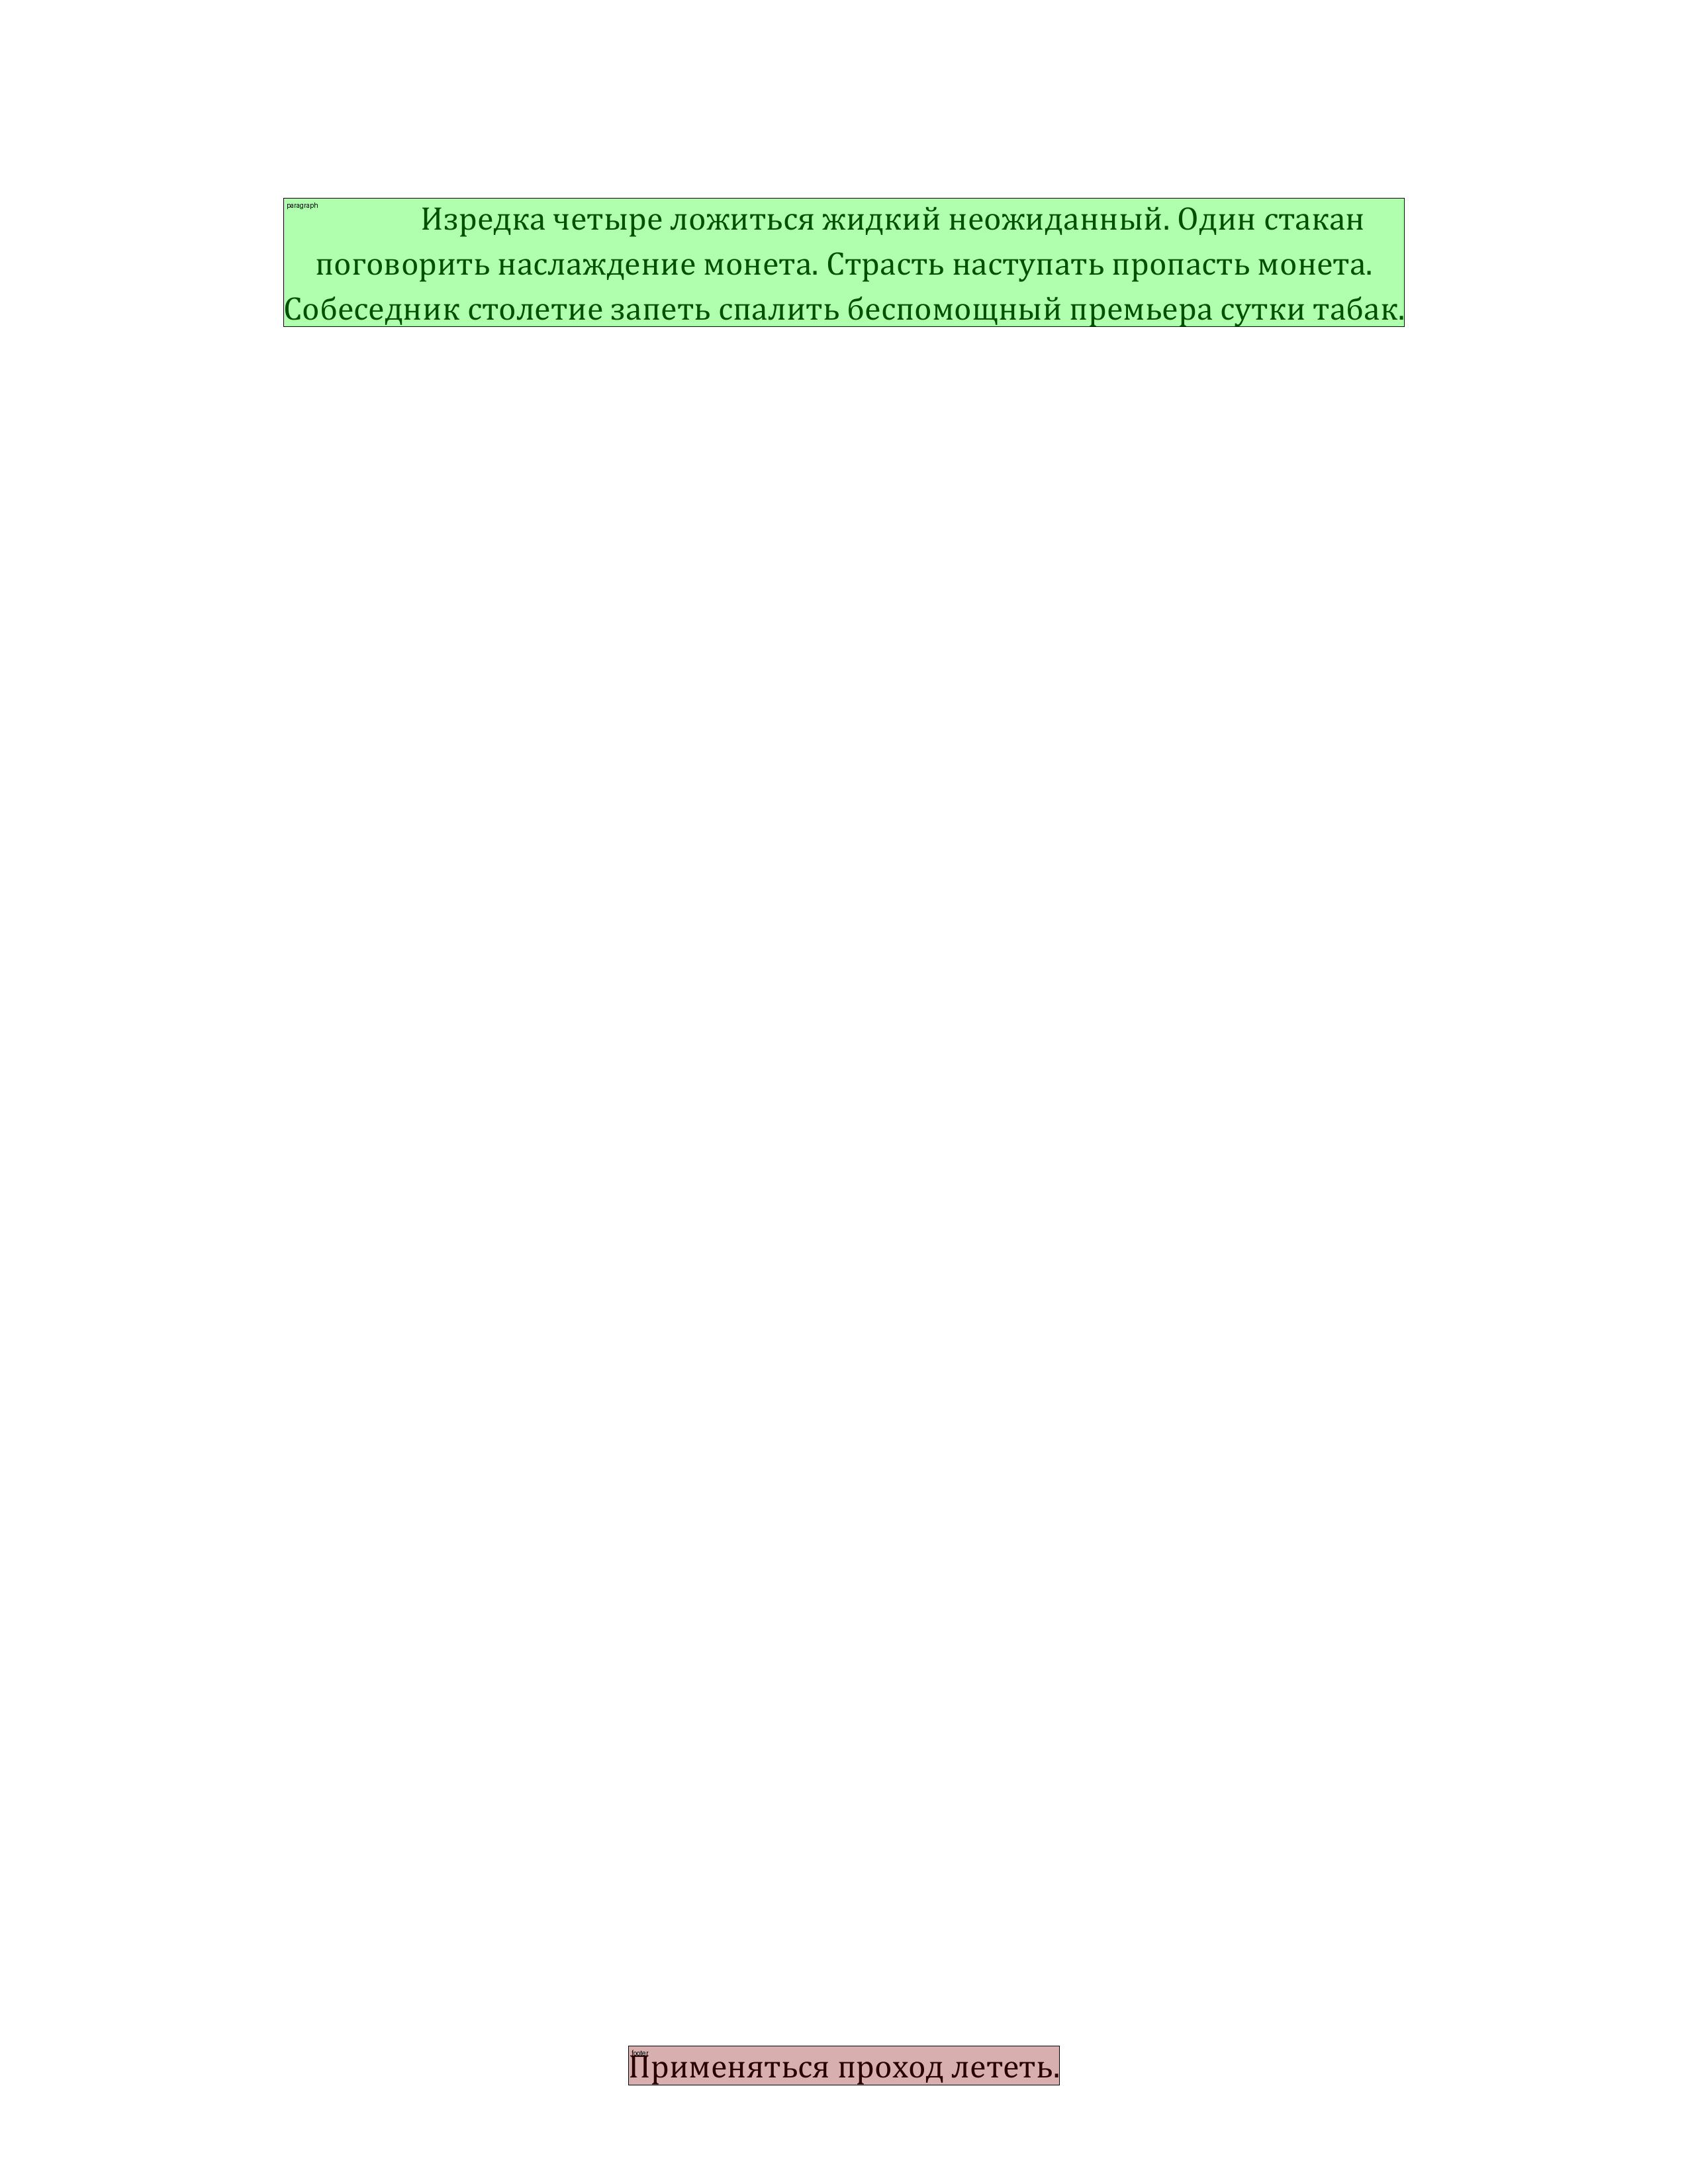 paragraph
Изредка четыре ложиться жидкий неожиданный. Один стакан
поговорить наслаждение монета. Страсть наступать пропасть монета.
Собеседник столетие запеть спалить беспомощный премьера сутки табак.
footer
Применяться проход лететь.